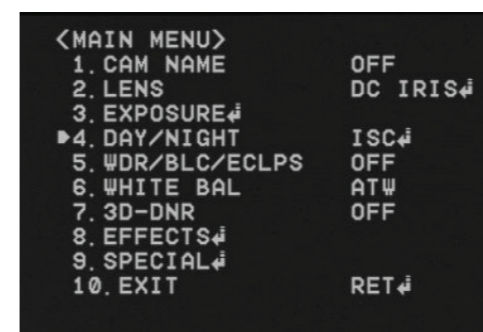 <MAIN MENU>
1. CAM NAME OFF
2. LENS DC IRIS↲
3. EXPOSURE↲
▶4. DAY/NIGHT ISC↲
5. WDR/BLC/ECLPS OFF
6. WHITE BAL ATW
7. 3D-DNR OFF
8. EFFECTS↲
9. SPECIAL↲
10. EXIT RET↲